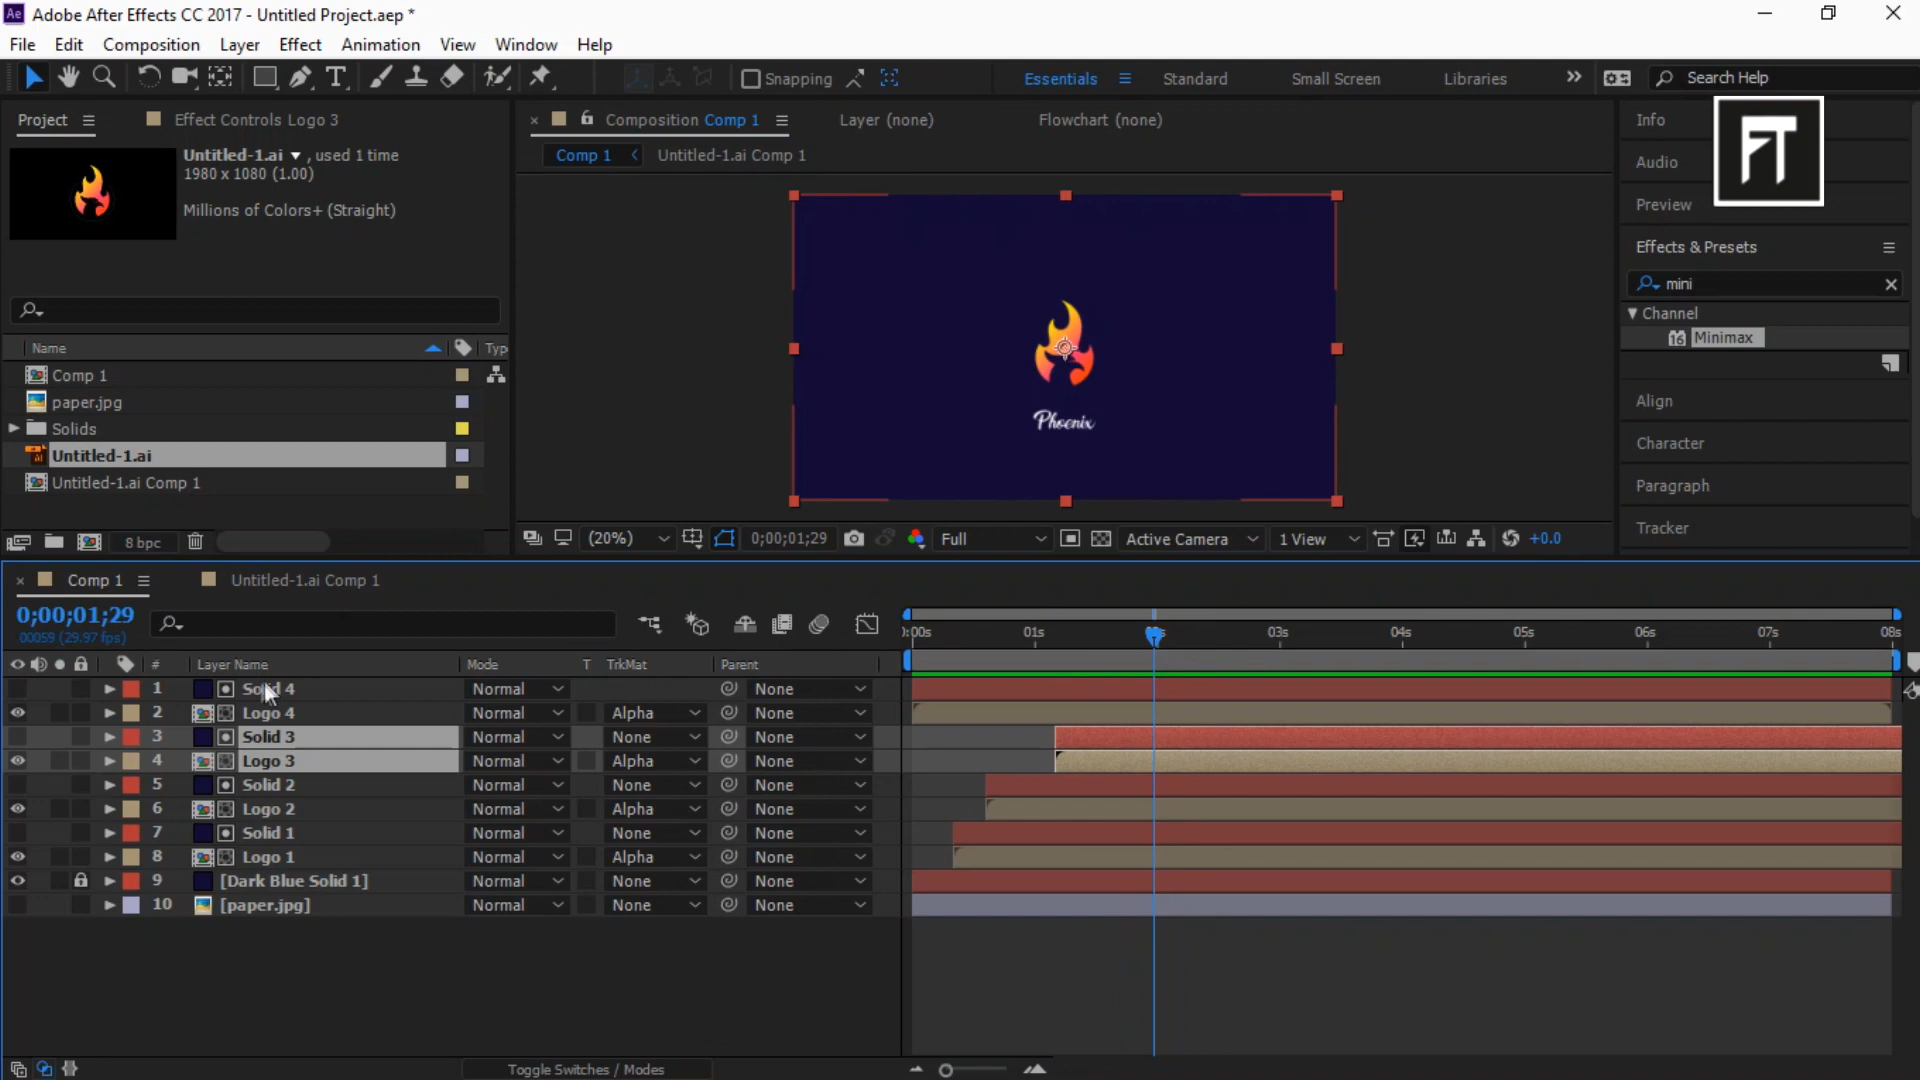 Ae Adobe After Effects CC 2017 - Untitled Project.aep *
File Edit Composition Layer Effect Animation View Window Help
Snapping Essentials Standard Small Screen Libraries Search Help
Project Effect Controls Logo 3
Untitled-1.ai , used 1 time
1980 x 1080 (1.00)
Millions of Colors+ (Straight)
Composition Comp 1 Layer (none) Flowchart (none)
Comp 1 Untitled-1.ai Comp 1
Phoenix
FT
Info
Audio
Preview
Effects & Presets
mini
Channel
16 Minimax
Align
Character
Paragraph
Tracker
Name Typ
Comp 1
paper.jpg
Solids
Untitled-1.ai
Untitled-1.ai Comp 1
8 bpc
(20%) 0;00;01;29 Full Active Camera 1 View +0.0
Comp 1 Untitled-1.ai Comp 1
0;00;01;29
00059 (29.97 fps)
01s 03s 04s 05s 06s 07s 08s
# Layer Name Mode T TrkMat Parent
1 Solid 4 Normal None
2 Logo 4 Normal Alpha None
3 Solid 3 Normal None None
4 Logo 3 Normal Alpha None
5 Solid 2 Normal None None
6 Logo 2 Normal Alpha None
7 Solid 1 Normal None None
8 Logo 1 Normal Alpha None
9 [Dark Blue Solid 1] Normal None None
10 [paper.jpg] Normal None None
Toggle Switches / Modes